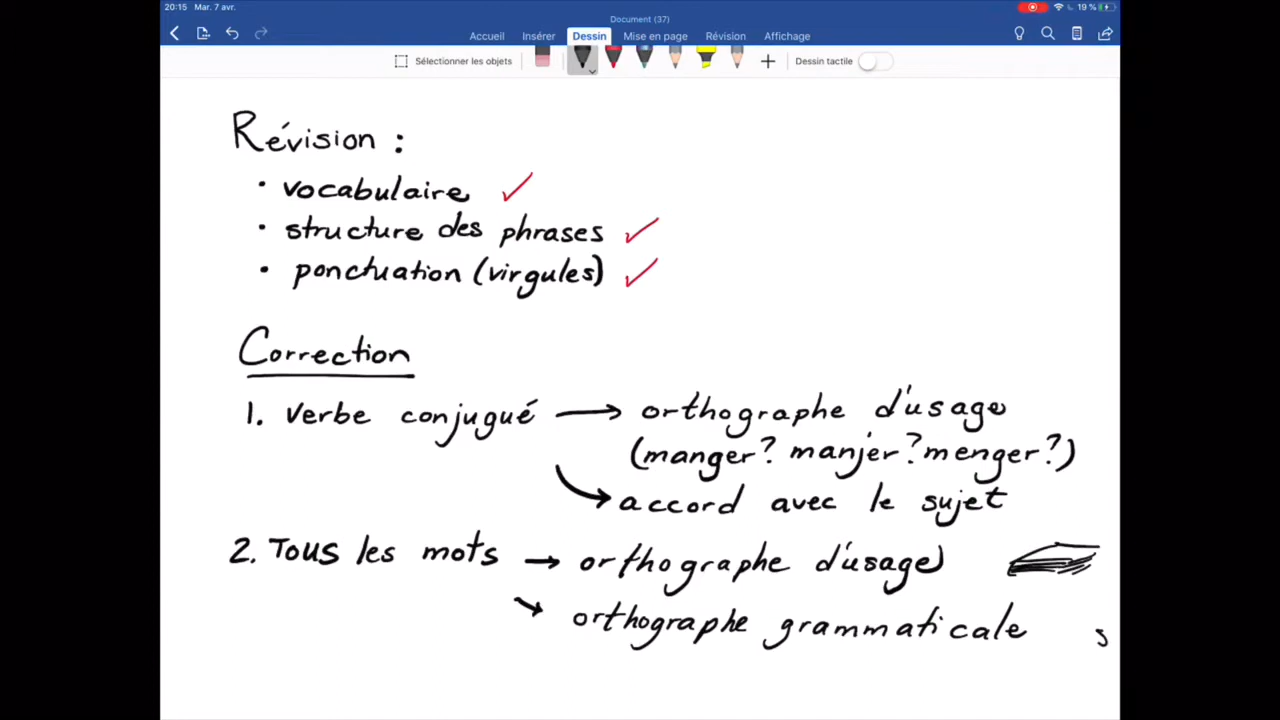 20:15 Mar. 7 avr.
19 %
Document (37)
Accueil Insérer Dessin Mise en page Révision Affichage
Sélectionner les objets
Dessin tactile
Révision :
• vocabulaire ✓
• structure des phrases ✓
• ponctuation (virgules) ✓
Correction
1. Verbe conjugué → orthographe d'usage
(manger? manjer? menger?)
→ accord avec le sujet
2. Tous les mots → orthographe d'usage
→ orthographe grammaticale s